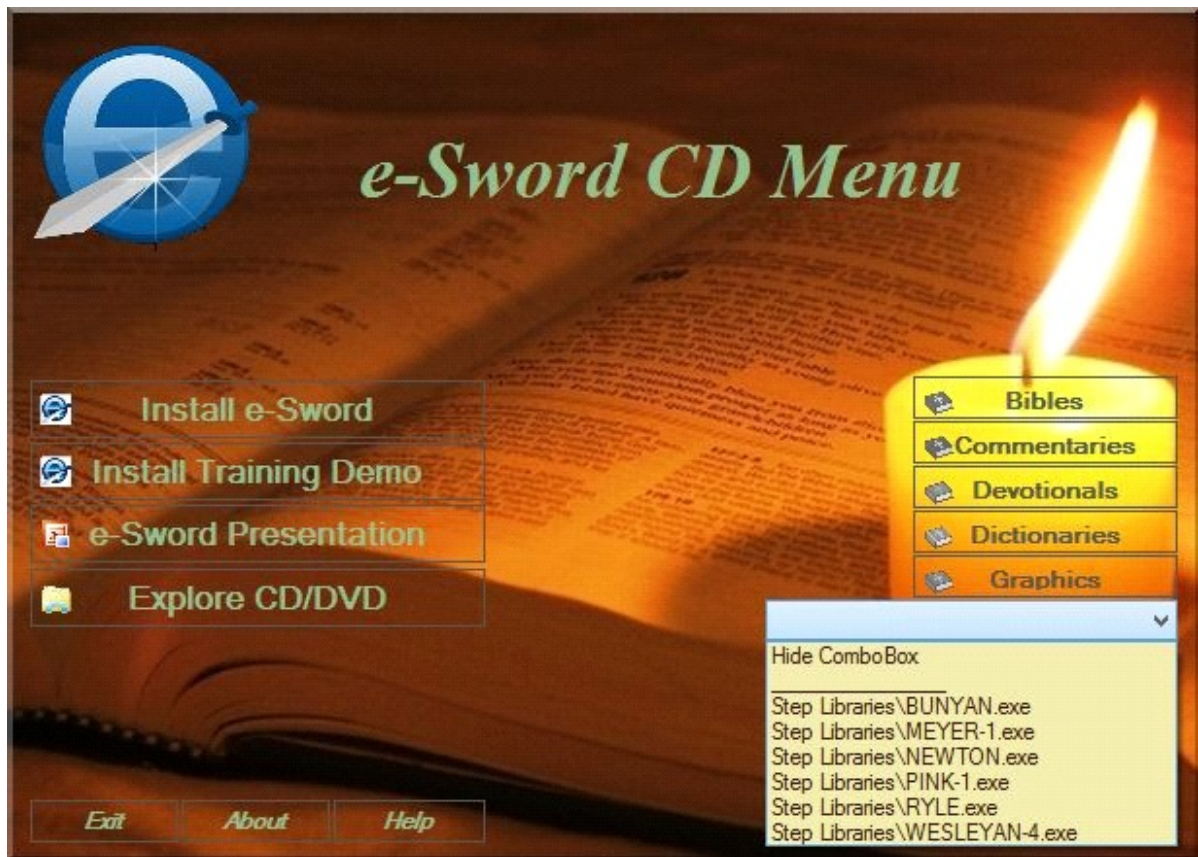 e-Sword CD Menu
Install e-Sword
Install Training Demo
e-Sword Presentation
Explore CD/DVD
Bibles
Commentaries
Devotionals
Dictionaries
Graphics
Hide ComboBox
Step Libraries\BUNYAN.exe
Step Libraries\MEYER-1.exe
Step Libraries\NEWTON.exe
Step Libraries\PINK-1.exe
Step Libraries\RYLE.exe
Step Libraries\WESLEYAN-4.exe
Exit
About
Help